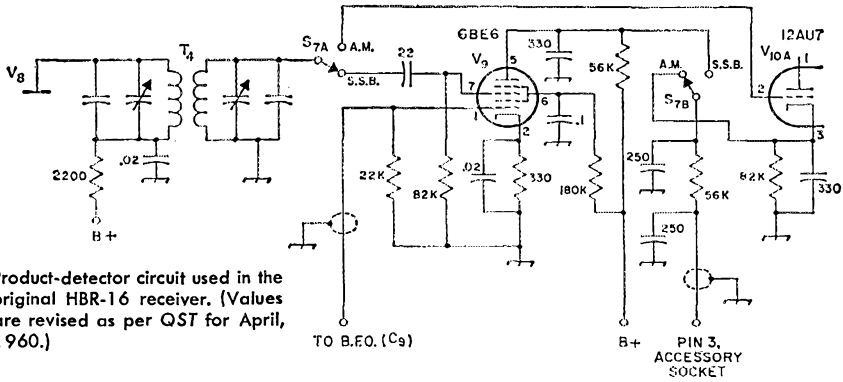 V8
T4
S7A
A.M.
S.S.B.
22
6BE6
V9
5
330
56K
7
1
6
2
.1
A.M.
S.S.B.
S7B
12AU7
V10A
1
2
3
2200
.02
B+
22K
82K
.02
330
180K
250
56K
250
82K
330
TO B.F.O. (C9)
B+
PIN 3,
ACCESSORY
SOCKET
Product-detector circuit used in the
original HBR-16 receiver. (Values
are revised as per QST for April,
960.)